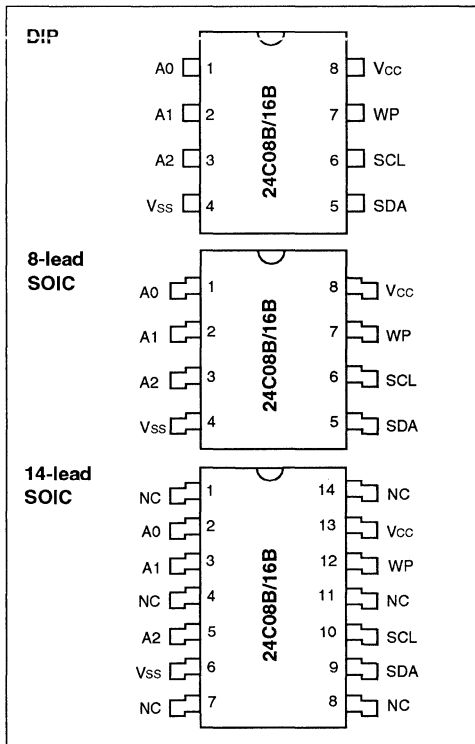 DIP
A0 1 8 Vcc
A1 2 7 WP
A2 3 6 SCL
Vss 4 5 SDA
24C08B/16B
8-lead
SOIC
A0 1 8 Vcc
A1 2 7 WP
A2 3 6 SCL
Vss 4 5 SDA
24C08B/16B
14-lead
SOIC
NC 1 14 NC
A0 2 13 Vcc
A1 3 12 WP
NC 4 11 NC
A2 5 10 SCL
Vss 6 9 SDA
NC 7 8 NC
24C08B/16B